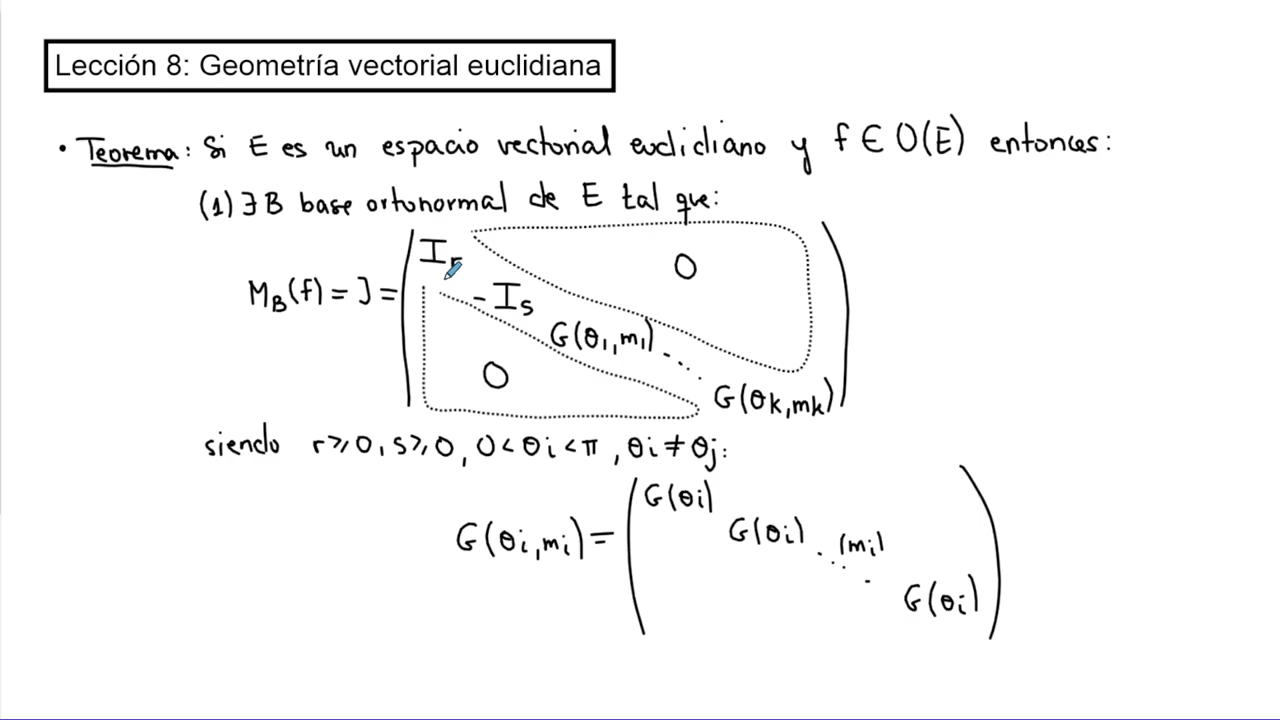 Lección 8: Geometría vectorial euclidiana
• Teorema: Si E es un espacio vectorial euclidiano y f ∈ O(E) entonces:
(1) ∃ B base ortonormal de E tal que:
I_r
O
M_B(f) = J =
-I_s
G(θ₁,m₁)
...
O
G(θk,mk)
siendo r≥0, s≥0, 0<θi<π, θi≠θj:
G(θi)
G(θi,mi) =
G(θi)
... (mi)
G(θi)